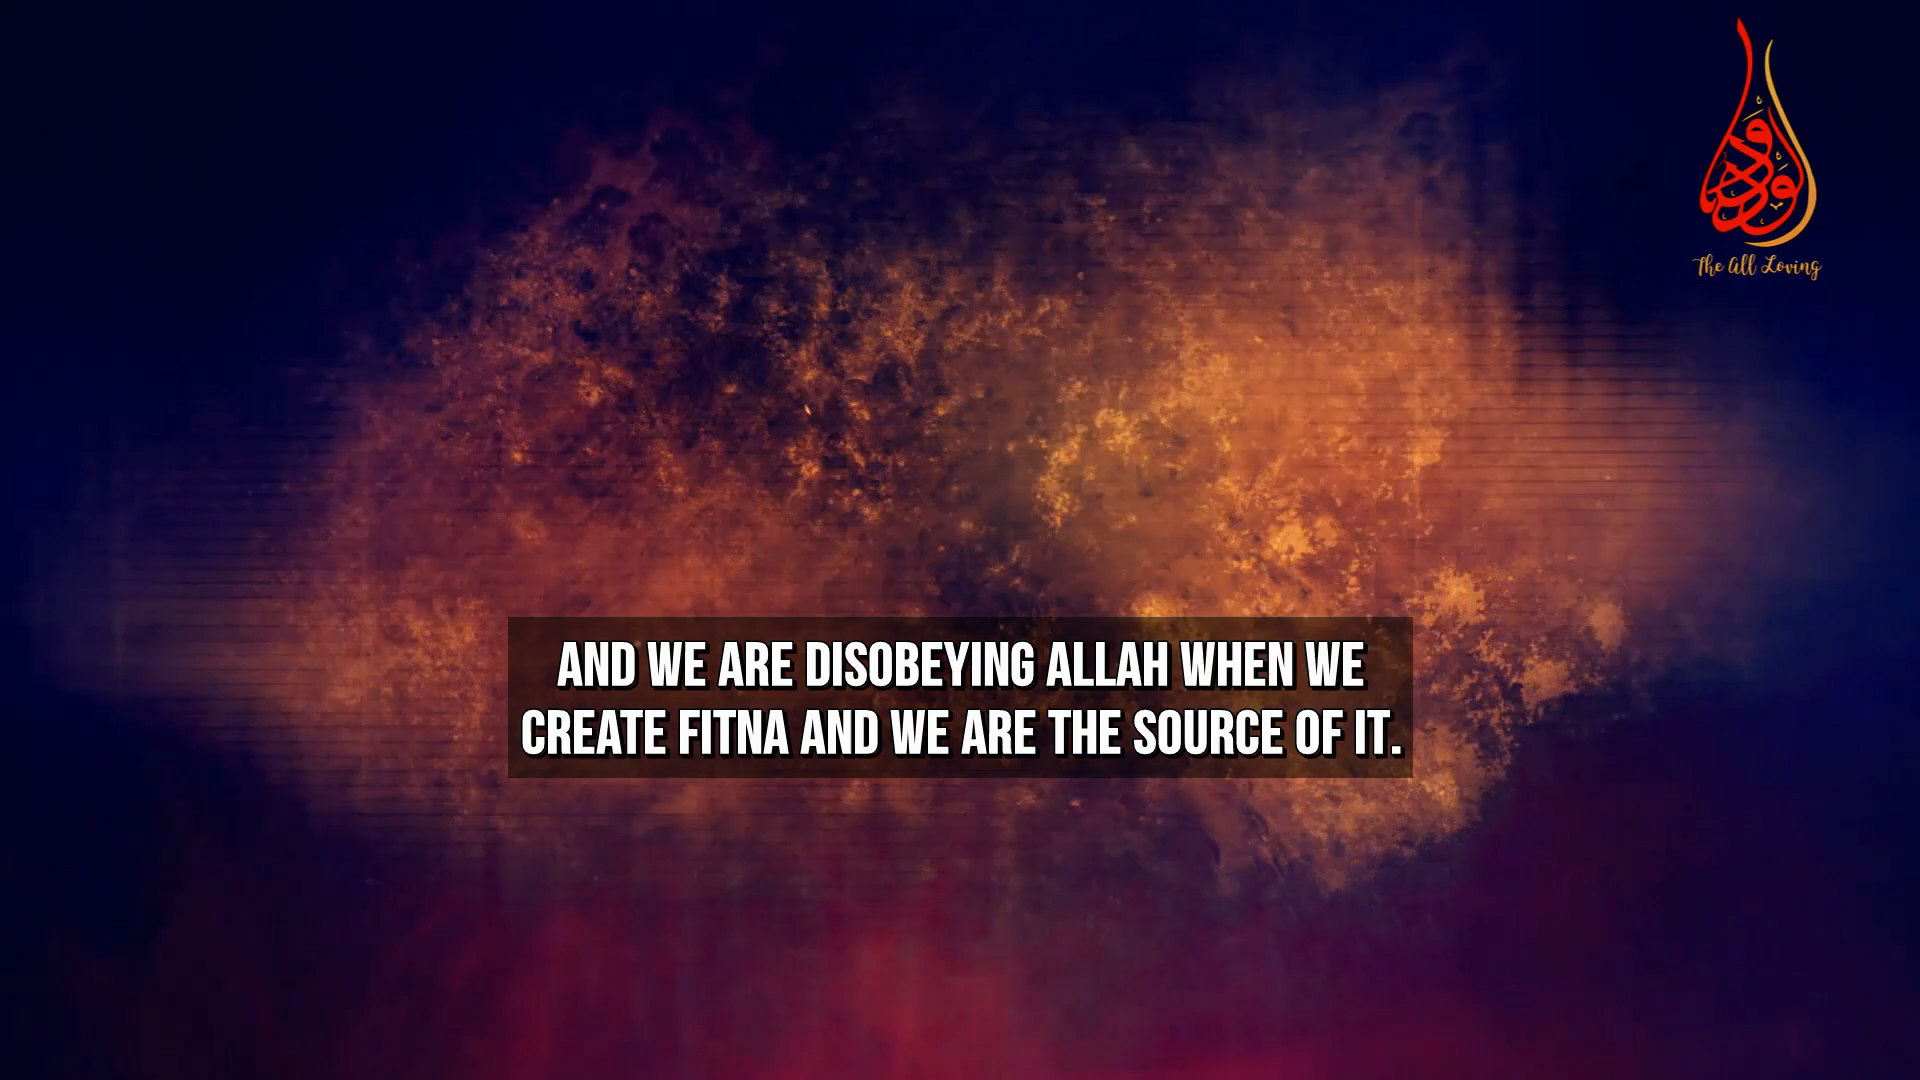 ودود
The All Loving
AND WE ARE DISOBEYING ALLAH WHEN WE
CREATE FITNA AND WE ARE THE SOURCE OF IT.